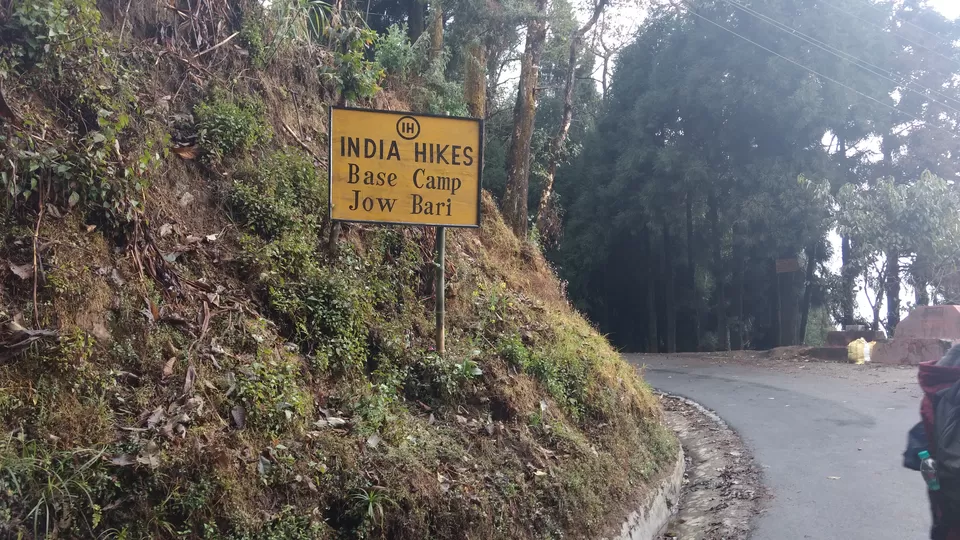 IH
INDIA HIKES
Base Camp
Jow Bari